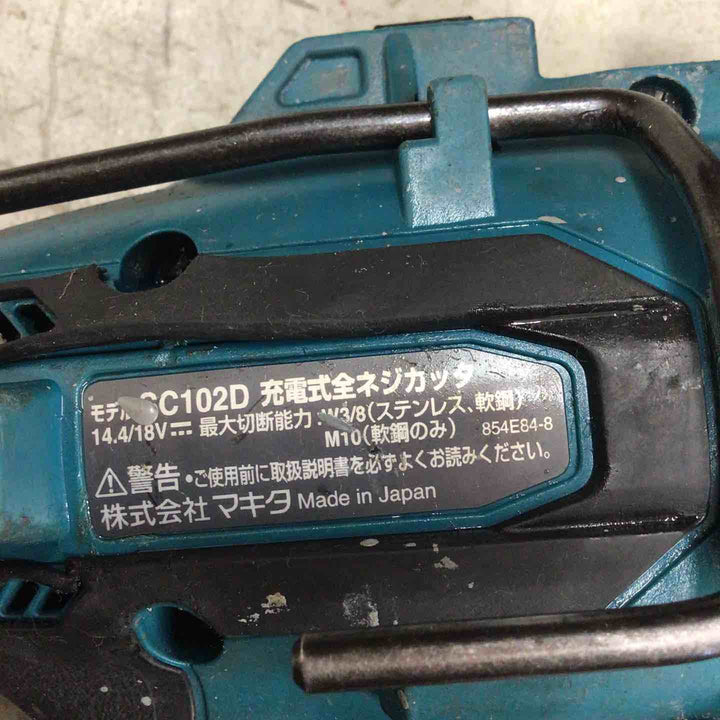 モデル SC102D 充電式全ネジカッタ
14.4/18V⎓ 最大切断能力:W3/8(ステンレス、軟鋼)
M10(軟鋼のみ) 854E84-8
⚠警告・ご使用前に取扱説明書を必ずよくお読みください。
株式会社 マキタ Made in Japan